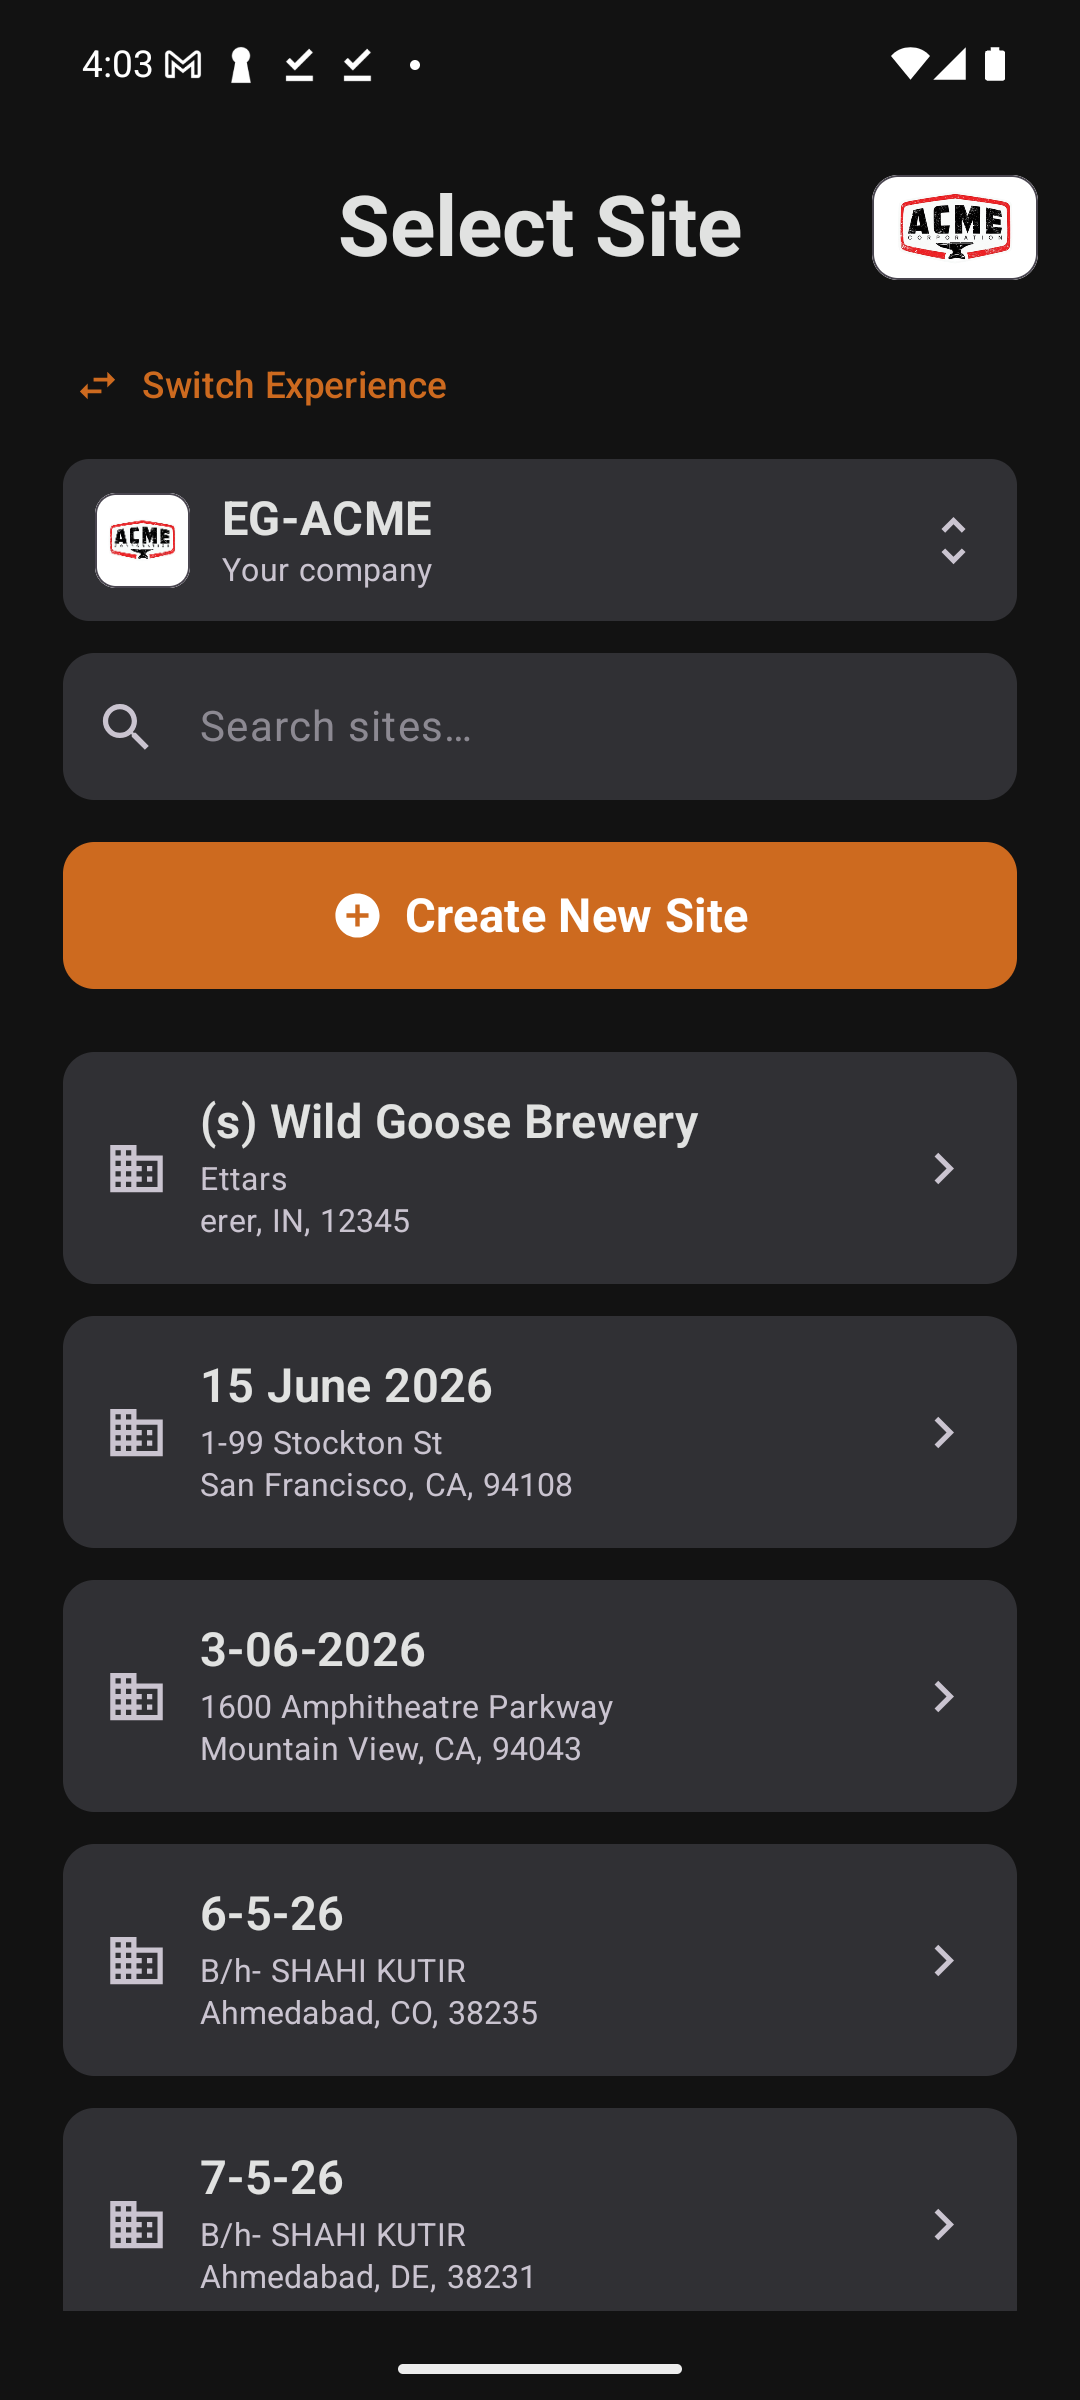 4:03
Select Site
ACME
CORPORATION
Switch Experience
ACME
EG-ACME
Your company
Search sites…
Create New Site
(s) Wild Goose Brewery
Ettars
erer, IN, 12345
15 June 2026
1-99 Stockton St
San Francisco, CA, 94108
3-06-2026
1600 Amphitheatre Parkway
Mountain View, CA, 94043
6-5-26
B/h- SHAHI KUTIR
Ahmedabad, CO, 38235
7-5-26
B/h- SHAHI KUTIR
Ahmedabad, DE, 38231